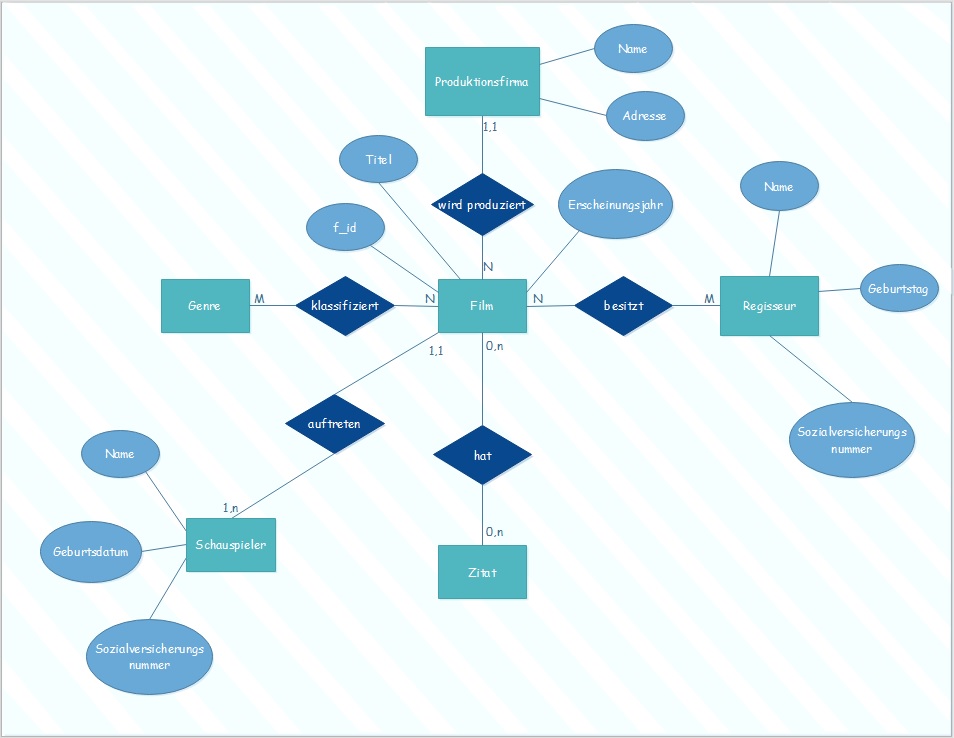 Name
Produktionsfirma
Adresse
1,1
Titel
Name
wird produziert
Erscheinungsjahr
f_id
N
Geburtstag
M
N
N
M
Genre
klassifiziert
Film
besitzt
Regisseur
1,1
0,n
auftreten
Sozialversicherungs
nummer
Name
hat
1,n
0,n
Schauspieler
Geburtsdatum
Zitat
Sozialversicherungs
nummer